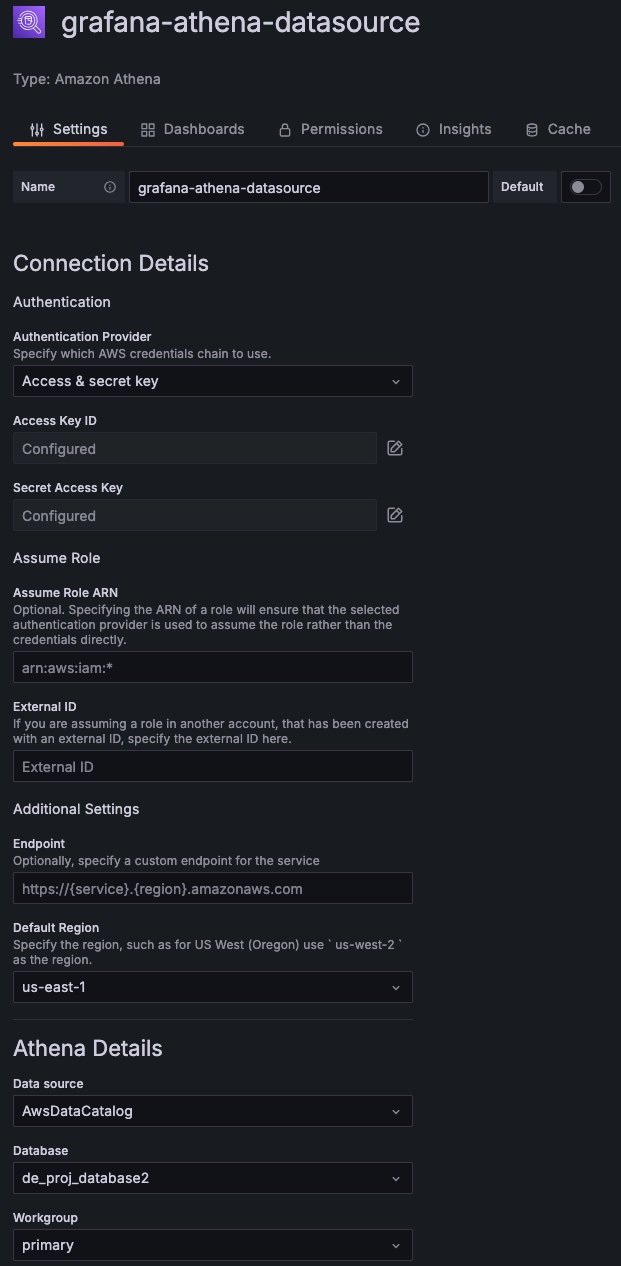 grafana-athena-datasource
Type: Amazon Athena
Settings Dashboards Permissions Insights Cache
Name grafana-athena-datasource Default
Connection Details
Authentication
Authentication Provider
Specify which AWS credentials chain to use.
Access & secret key
Access Key ID
Configured
Secret Access Key
Configured
Assume Role
Assume Role ARN
Optional. Specifying the ARN of a role will ensure that the selected
authentication provider is used to assume the role rather than the
credentials directly.
arn:aws:iam:*
External ID
If you are assuming a role in another account, that has been created
with an external ID, specify the external ID here.
External ID
Additional Settings
Endpoint
Optionally, specify a custom endpoint for the service
https://{service}.{region}.amazonaws.com
Default Region
Specify the region, such as for US West (Oregon) use ` us-west-2 `
as the region.
us-east-1
Athena Details
Data source
AwsDataCatalog
Database
de_proj_database2
Workgroup
primary